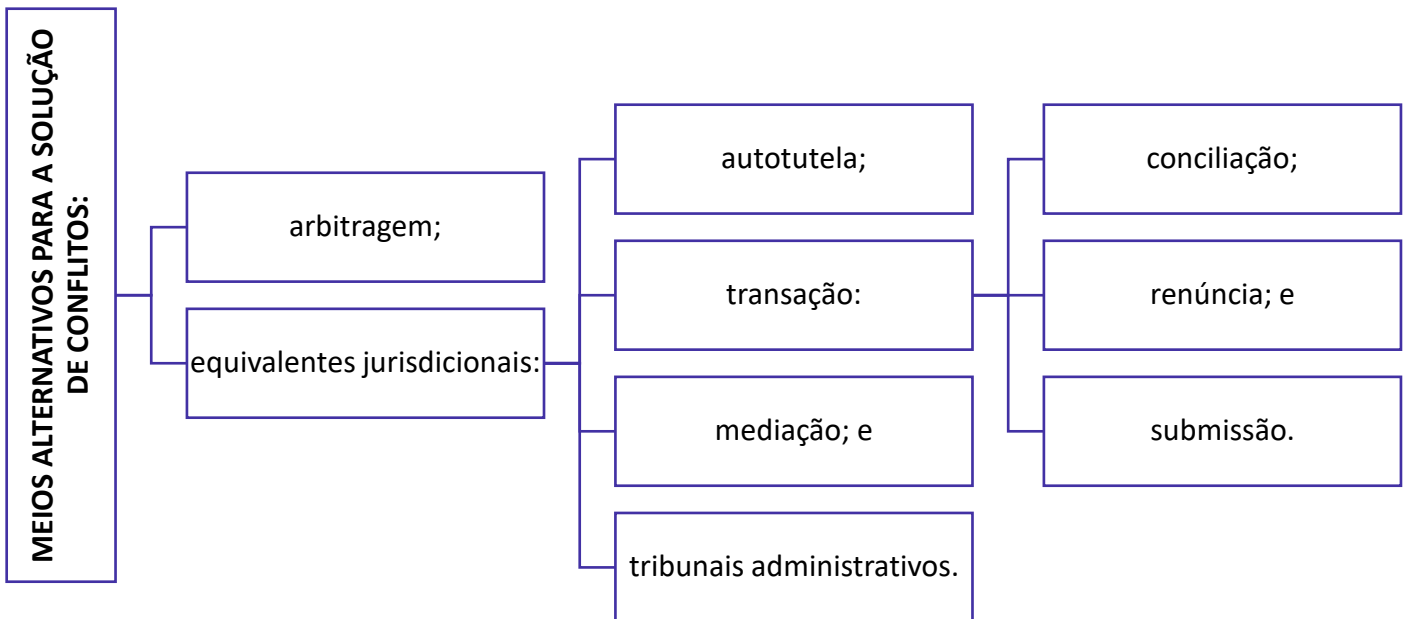 MEIOS ALTERNATIVOS PARA A SOLUÇÃO
DE CONFLITOS:
arbitragem;
equivalentes jurisdicionais:
autotutela;
transação:
mediação; e
tribunais administrativos.
conciliação;
renúncia; e
submissão.